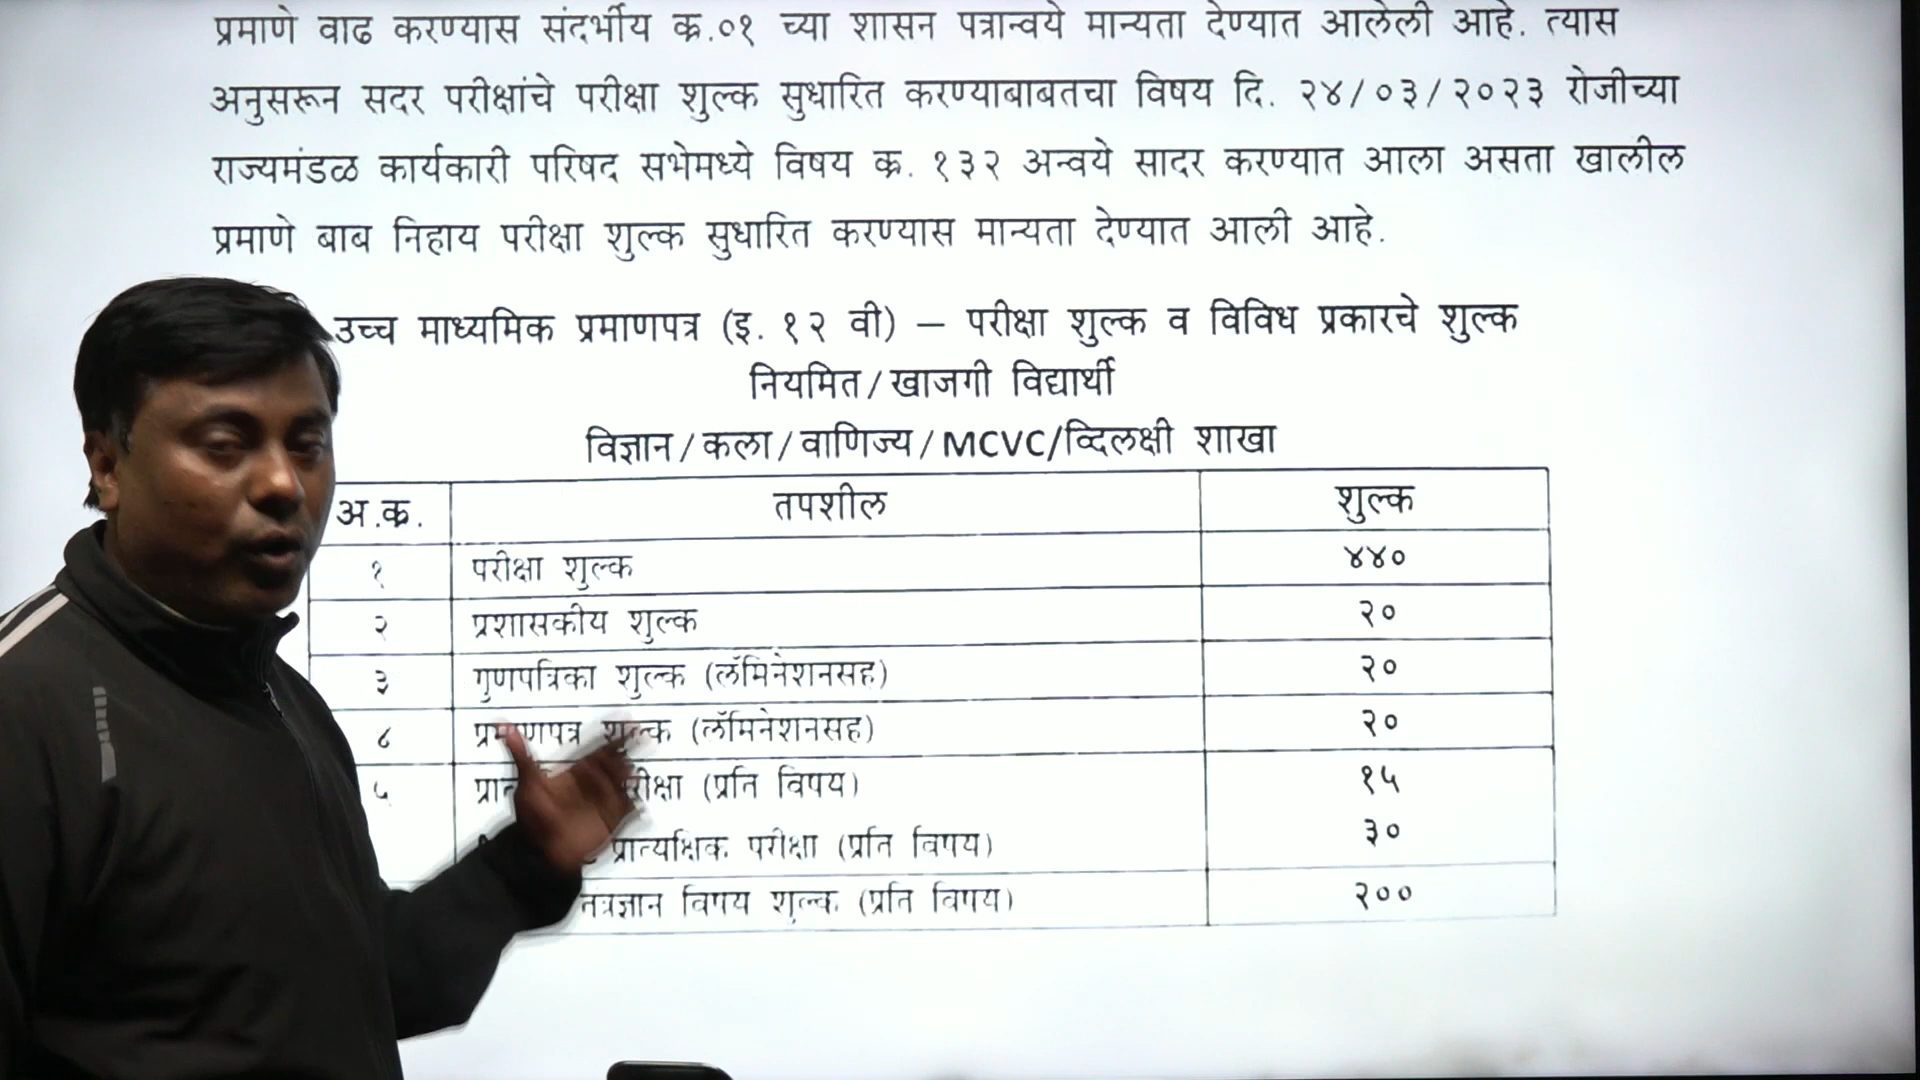 प्रमाणे वाढ करण्यास संदर्भीय क्र.०१ च्या शासन पत्रान्वये मान्यता देण्यात आलेली आहे. त्यास
अनुसरून सदर परीक्षांचे परीक्षा शुल्क सुधारित करण्याबाबतचा विषय दि. २४/०३/२०२३ रोजीच्या
राज्यमंडळ कार्यकारी परिषद सभेमध्ये विषय क्र. १३२ अन्वये सादर करण्यात आला असता खालील
प्रमाणे बाब निहाय परीक्षा शुल्क सुधारित करण्यास मान्यता देण्यात आली आहे.
उच्च माध्यमिक प्रमाणपत्र (इ. १२ वी) – परीक्षा शुल्क व विविध प्रकारचे शुल्क
नियमित/खाजगी विद्यार्थी
विज्ञान/कला/वाणिज्य/MCVC/व्दिलक्षी शाखा
अ.क्र. तपशील शुल्क
१ परीक्षा शुल्क ४४०
२ प्रशासकीय शुल्क २०
३ गुणपत्रिका शुल्क (लॅमिनेशनसह) २०
४ प्रमाणपत्र शुल्क (लॅमिनेशनसह) २०
५ (प्रति विषय) १५
प्रात्यक्षिक परीक्षा (प्रति विषय) ३०
विषय शुल्क (प्रति विषय) २००